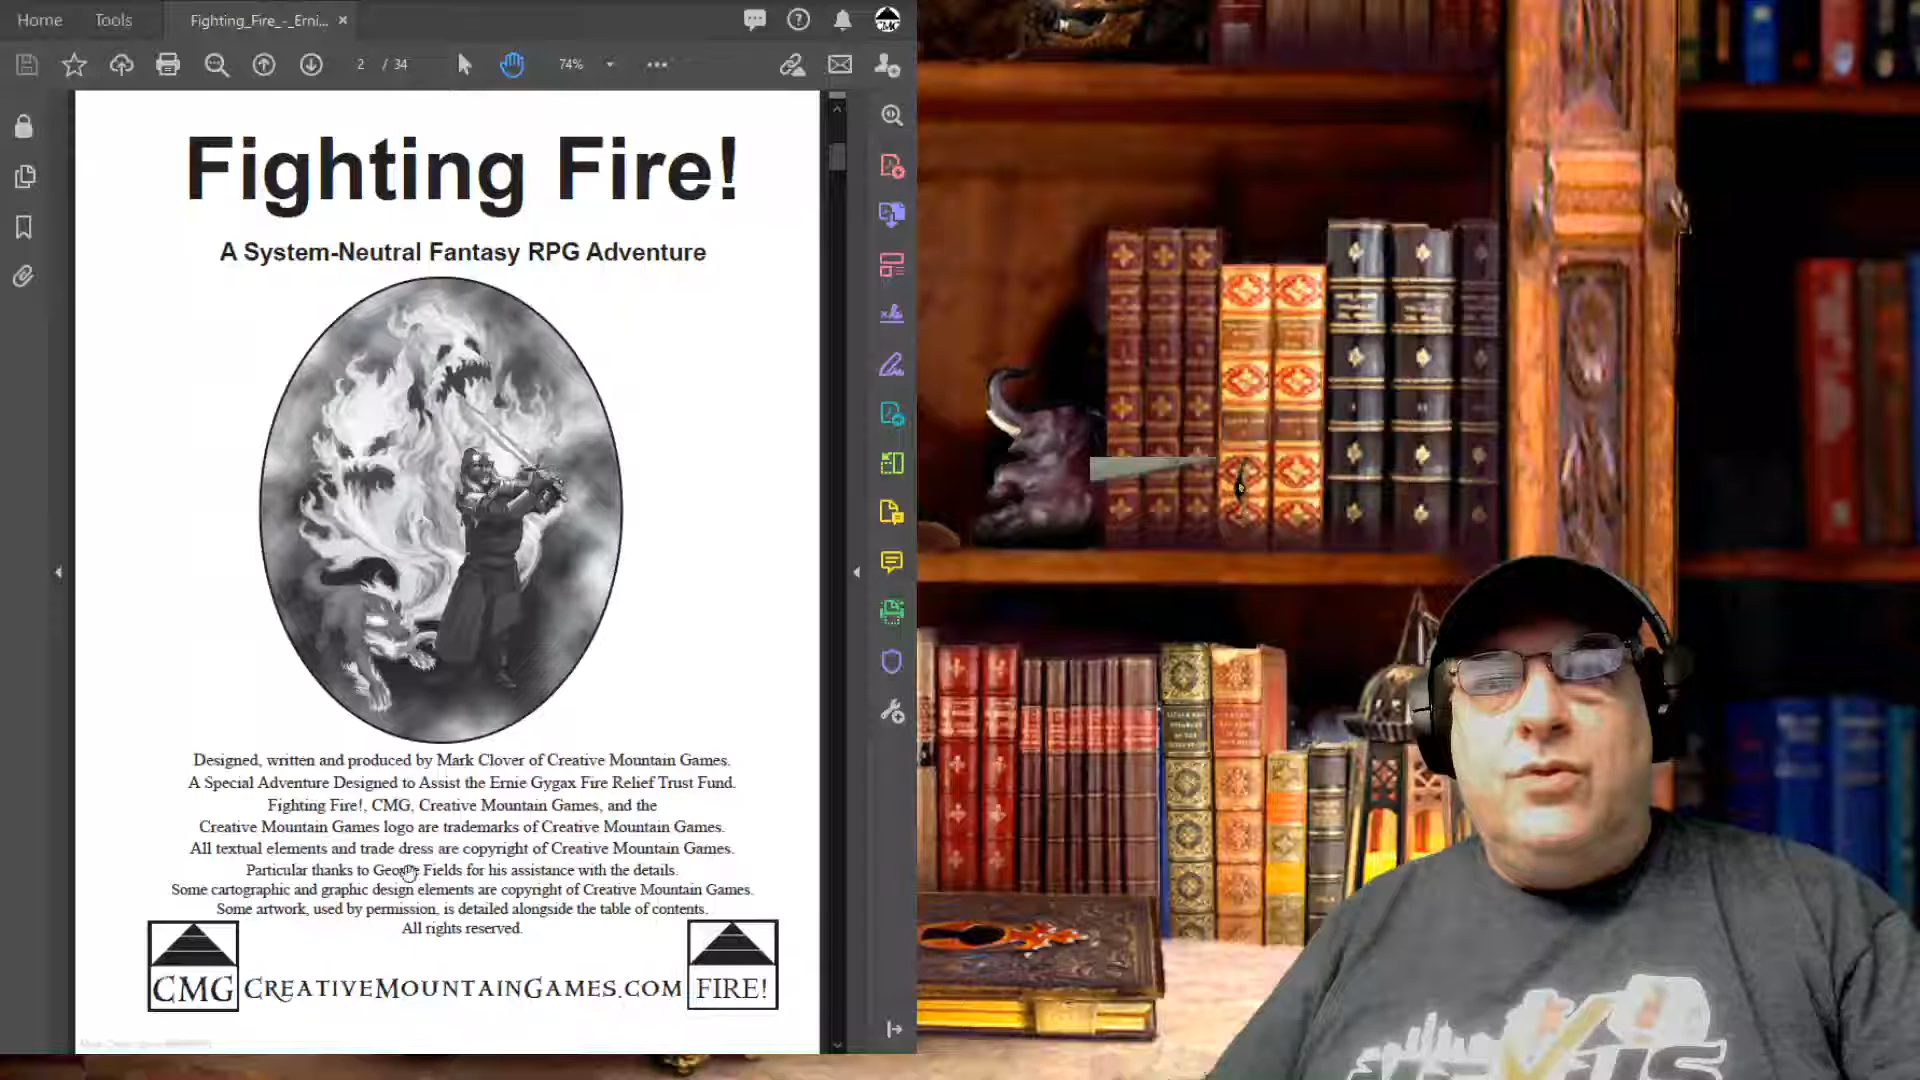 Home Tools Fighting_Fire_-_Erni...
2 / 34 74%
Fighting Fire!
A System-Neutral Fantasy RPG Adventure
Designed, written and produced by Mark Clover of Creative Mountain Games.
A Special Adventure Designed to Assist the Ernie Gygax Fire Relief Trust Fund.
Fighting Fire!, CMG, Creative Mountain Games, and the
Creative Mountain Games logo are trademarks of Creative Mountain Games.
All textual elements and trade dress are copyright of Creative Mountain Games.
Particular thanks to George Fields for his assistance with the details.
Some cartographic and graphic design elements are copyright of Creative Mountain Games.
Some artwork, used by permission, is detailed alongside the table of contents.
All rights reserved.
CMG CREATIVEMOUNTAINGAMES.COM FIRE!
CMG